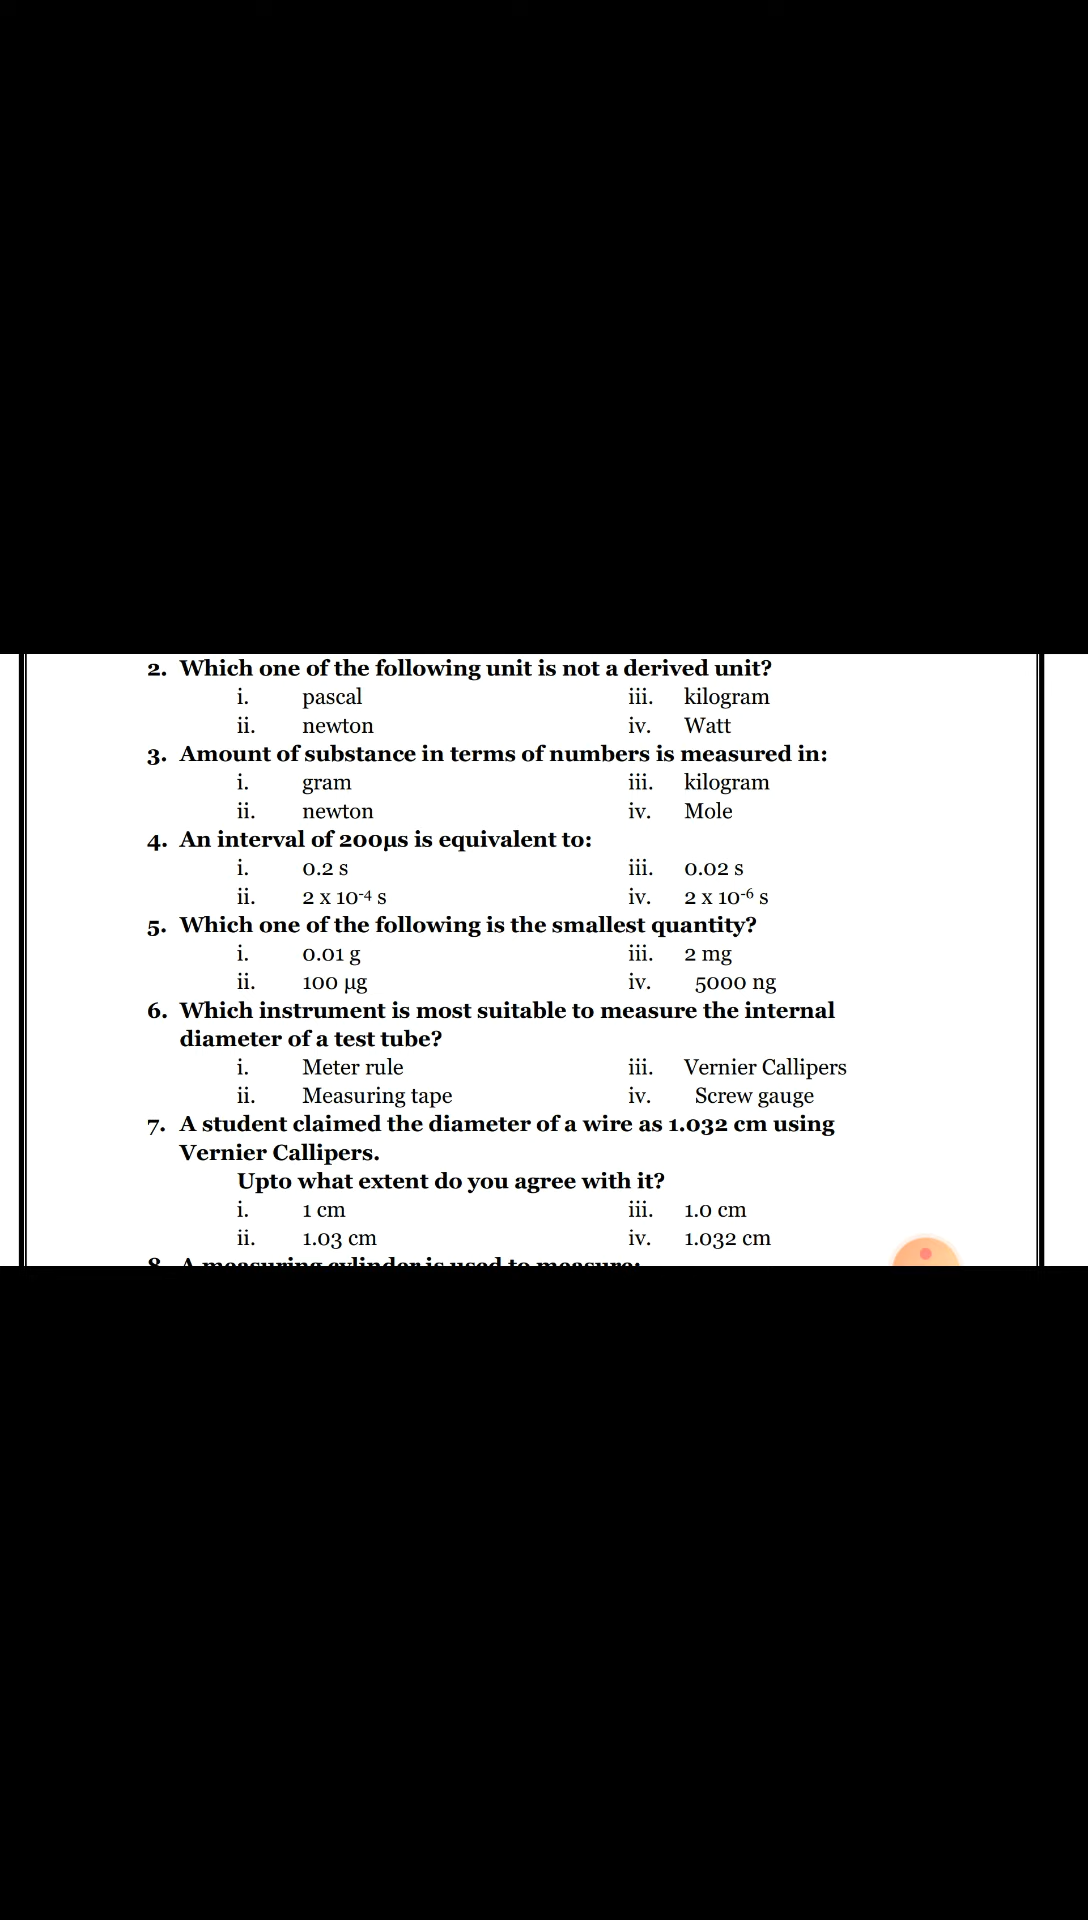 2. Which one of the following unit is not a derived unit?
i. pascal iii. kilogram
ii. newton iv. Watt
3. Amount of substance in terms of numbers is measured in:
i. gram iii. kilogram
ii. newton iv. Mole
4. An interval of 200µs is equivalent to:
i. 0.2 s iii. 0.02 s
ii. 2 x 10⁻⁴ s iv. 2 x 10⁻⁶ s
5. Which one of the following is the smallest quantity?
i. 0.01 g iii. 2 mg
ii. 100 µg iv. 5000 ng
6. Which instrument is most suitable to measure the internal
diameter of a test tube?
i. Meter rule iii. Vernier Callipers
ii. Measuring tape iv. Screw gauge
7. A student claimed the diameter of a wire as 1.032 cm using
Vernier Callipers.
Upto what extent do you agree with it?
i. 1 cm iii. 1.0 cm
ii. 1.03 cm iv. 1.032 cm
8. A measuring cylinder is used to measure: